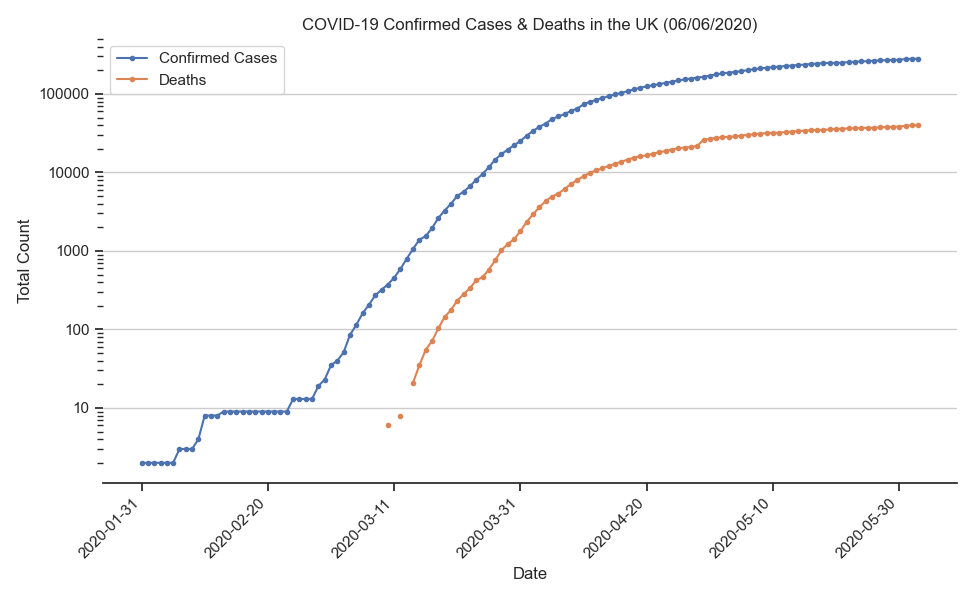 COVID-19 Confirmed Cases & Deaths in the UK (06/06/2020)
Confirmed Cases
Deaths
100000
10000
1000
100
10
Total Count
2020-01-31
2020-02-20
2020-03-11
2020-03-31
2020-04-20
2020-05-10
2020-05-30
Date